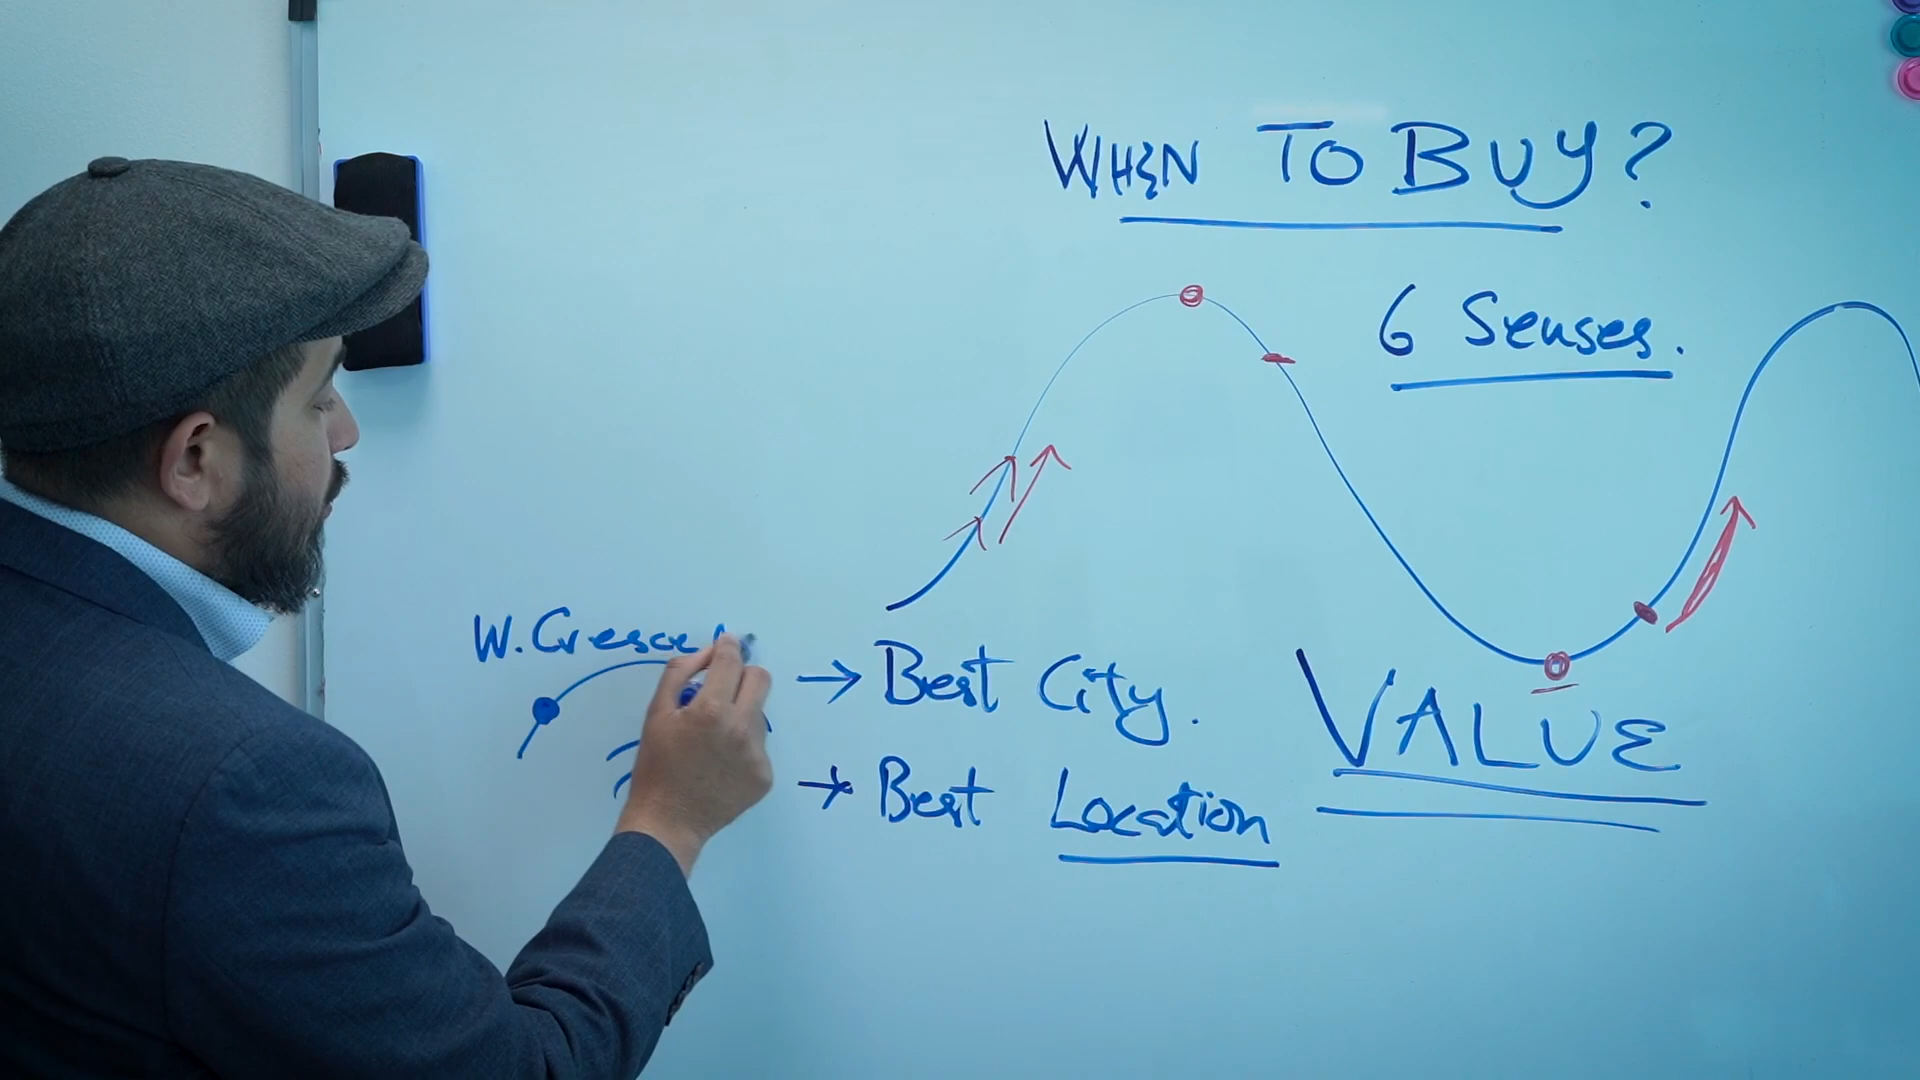 WHEN TO BUY?
6 Senses.
W. Cresce
→ Best City.
VALUE
→ Best Location